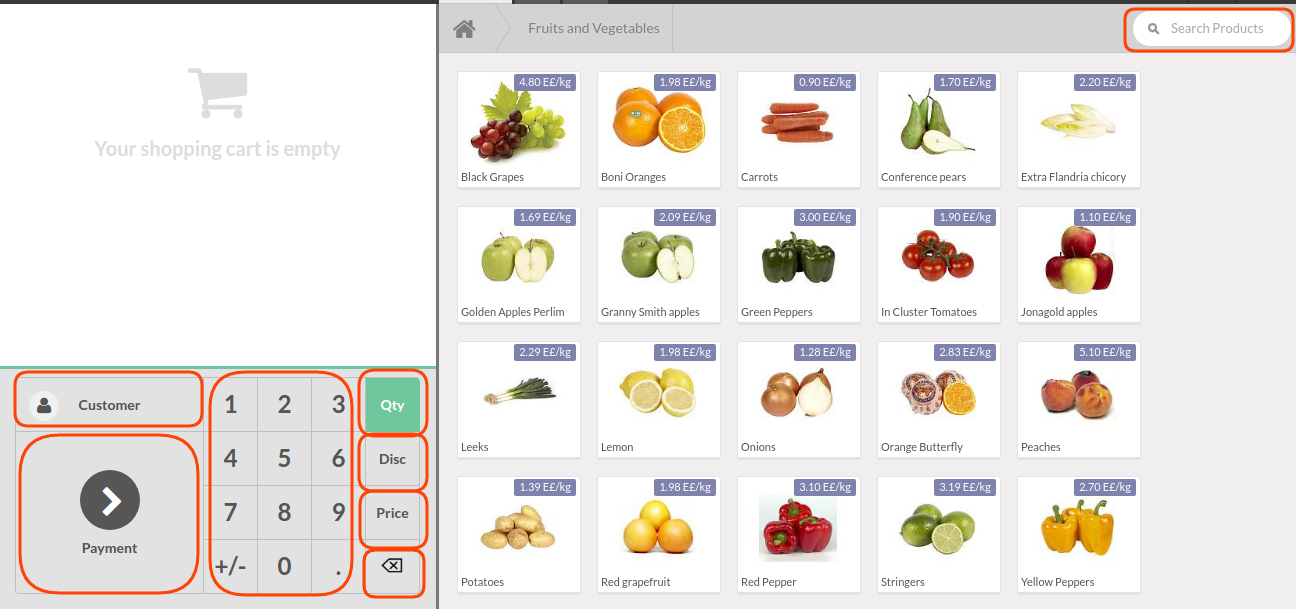 Fruits and Vegetables
Search Products
Your shopping cart is empty
4.80 E£/kg
Black Grapes
1.98 E£/kg
Boni Oranges
0.90 E£/kg
Carrots
1.70 E£/kg
Conference pears
2.20 E£/kg
Extra Flandria chicory
1.69 E£/kg
Golden Apples Perlim
2.09 E£/kg
Granny Smith apples
3.00 E£/kg
Green Peppers
1.90 E£/kg
In Cluster Tomatoes
1.10 E£/kg
Jonagold apples
2.29 E£/kg
Leeks
1.98 E£/kg
Lemon
1.28 E£/kg
Onions
2.83 E£/kg
Orange Butterfly
5.10 E£/kg
Peaches
1.39 E£/kg
Potatoes
1.98 E£/kg
Red grapefruit
3.10 E£/kg
Red Pepper
3.19 E£/kg
Stringers
2.70 E£/kg
Yellow Peppers
Customer
Payment
1 2 3 Qty
4 5 6 Disc
7 8 9 Price
+/- 0 .